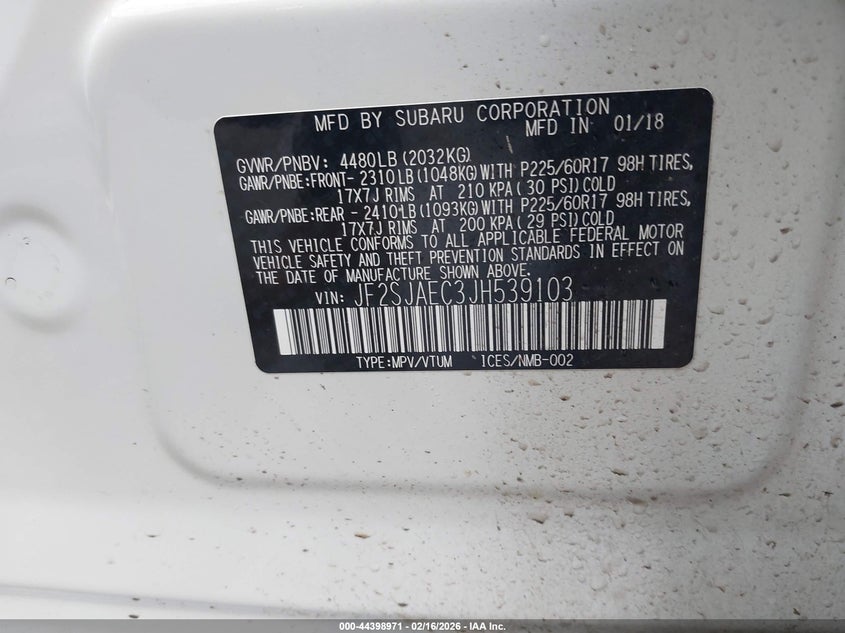 MFD BY SUBARU CORPORATION
MFD IN 01/18
GVWR/PNBV: 4480LB(2032KG)
GAWR/PNBE:FRONT- 2310LB(1048KG)WITH P225/60R17 98H TIRES,
17X7J RIMS AT 210 KPA( 30 PSI)COLD
GAWR/PNBE:REAR - 2410LB(1093KG)WITH P225/60R17 98H TIRES,
17X7J RIMS AT 200 KPA( 29 PSI)COLD
THIS VEHICLE CONFORMS TO ALL APPLICABLE FEDERAL MOTOR
VEHICLE SAFETY AND THEFT PREVENTION STANDARDS IN EFFECT ON
THE DATE OF MANUFACTURE SHOWN ABOVE.
VIN: JF2SJAEC3JH539103
TYPE:MPV/VTUM ICES/NMB-002
000-44398971 - 02/16/2026 - IAA Inc.